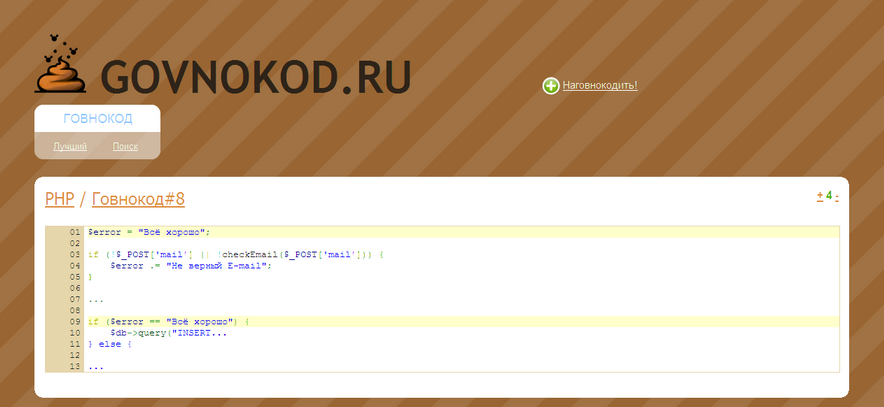 GOVNOKOD.RU
Наговнокодить!
ГОВНОКОД
Лучший Поиск
PHP / Говнокод#8
+ 4 -
01 $error = "Всё хорошо";
02
03 if (!$_POST['mail'] || !checkEmail($_POST['mail'])) {
04 $error .= "Не верный E-mail";
05 }
06
07 ...
08
09 if ($error == "Всё хорошо") {
10 $db->query("INSERT...
11 } else {
12
13 ...